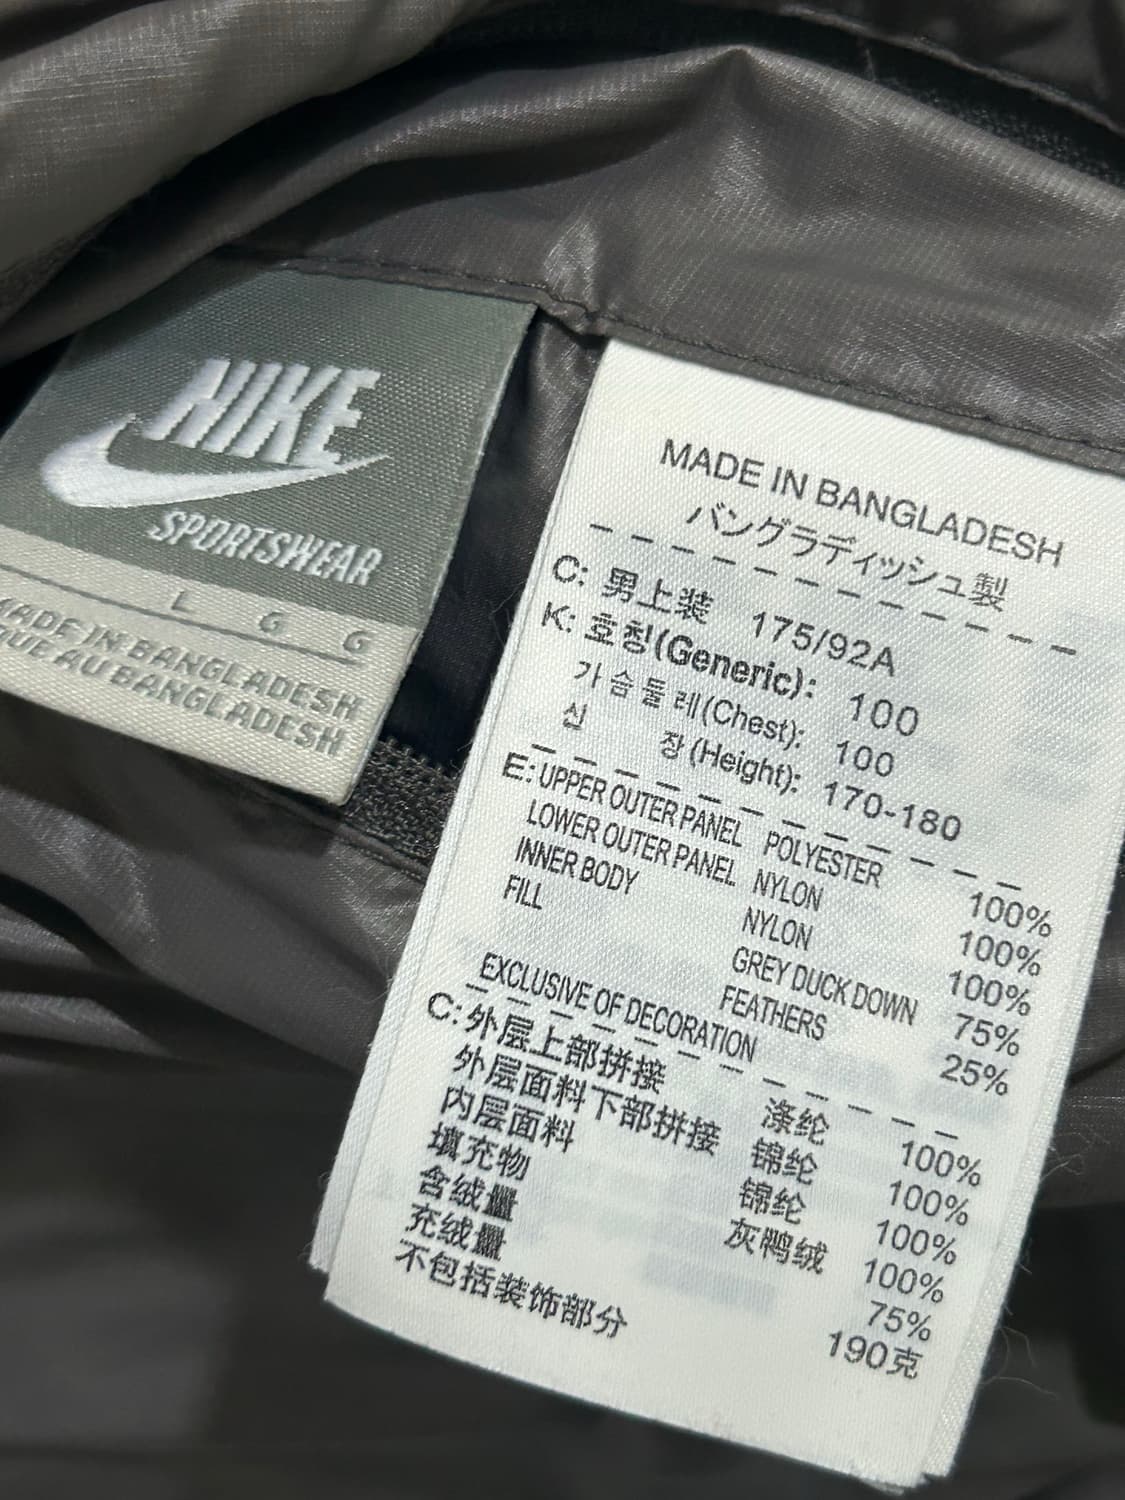 NIKE
SPORTSWEAR
L G G
MADE IN BANGLADESH
QUE AU BANGLADESH
MADE IN BANGLADESH
バングラディッシュ製
C: 男上装 175/92A
K: 호칭(Generic): 100
가슴둘레(Chest): 100
신 장(Height): 170-180
E: UPPER OUTER PANEL POLYESTER 100%
LOWER OUTER PANEL NYLON 100%
INNER BODY NYLON 100%
FILL GREY DUCK DOWN 75%
FEATHERS 25%
EXCLUSIVE OF DECORATION
C: 外层上部拼接 涤纶 100%
外层面料下部拼接 锦纶 100%
内层面料 锦纶 100%
填充物 灰鸭绒 100%
含绒量 75%
充绒量 190克
不包括装饰部分